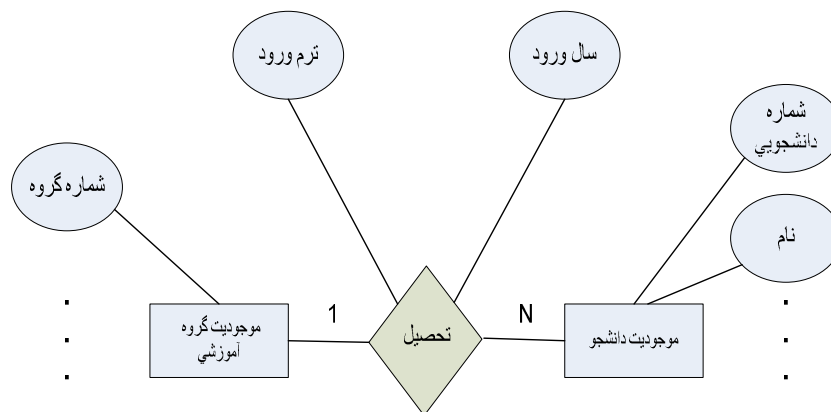 سال ورود
ترم ورود
شماره
دانشجويي
شماره گروه
نام
N
1
موجوديت دانشجو
تحصيل
موجوديت گروه
آموزشي